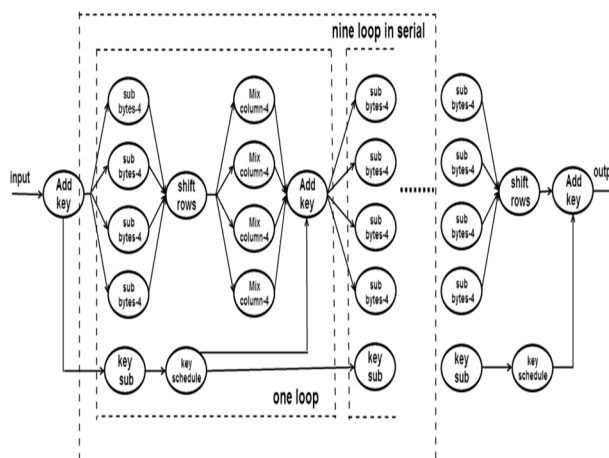 nine loop in serial
input
Add
key
sub
bytes-4
sub
bytes-4
sub
bytes-4
sub
bytes-4
shift
rows
Mix
column-4
Mix
column-4
Mix
column-4
Mix
column-4
Add
key
sub
bytes-4
sub
bytes-4
sub
bytes-4
sub
bytes-4
sub
bytes-4
sub
bytes-4
sub
bytes-4
sub
bytes-4
shift
rows
Add
key
outp
key
sub
key
schedule
key
sub
key
sub
key
schedule
one loop